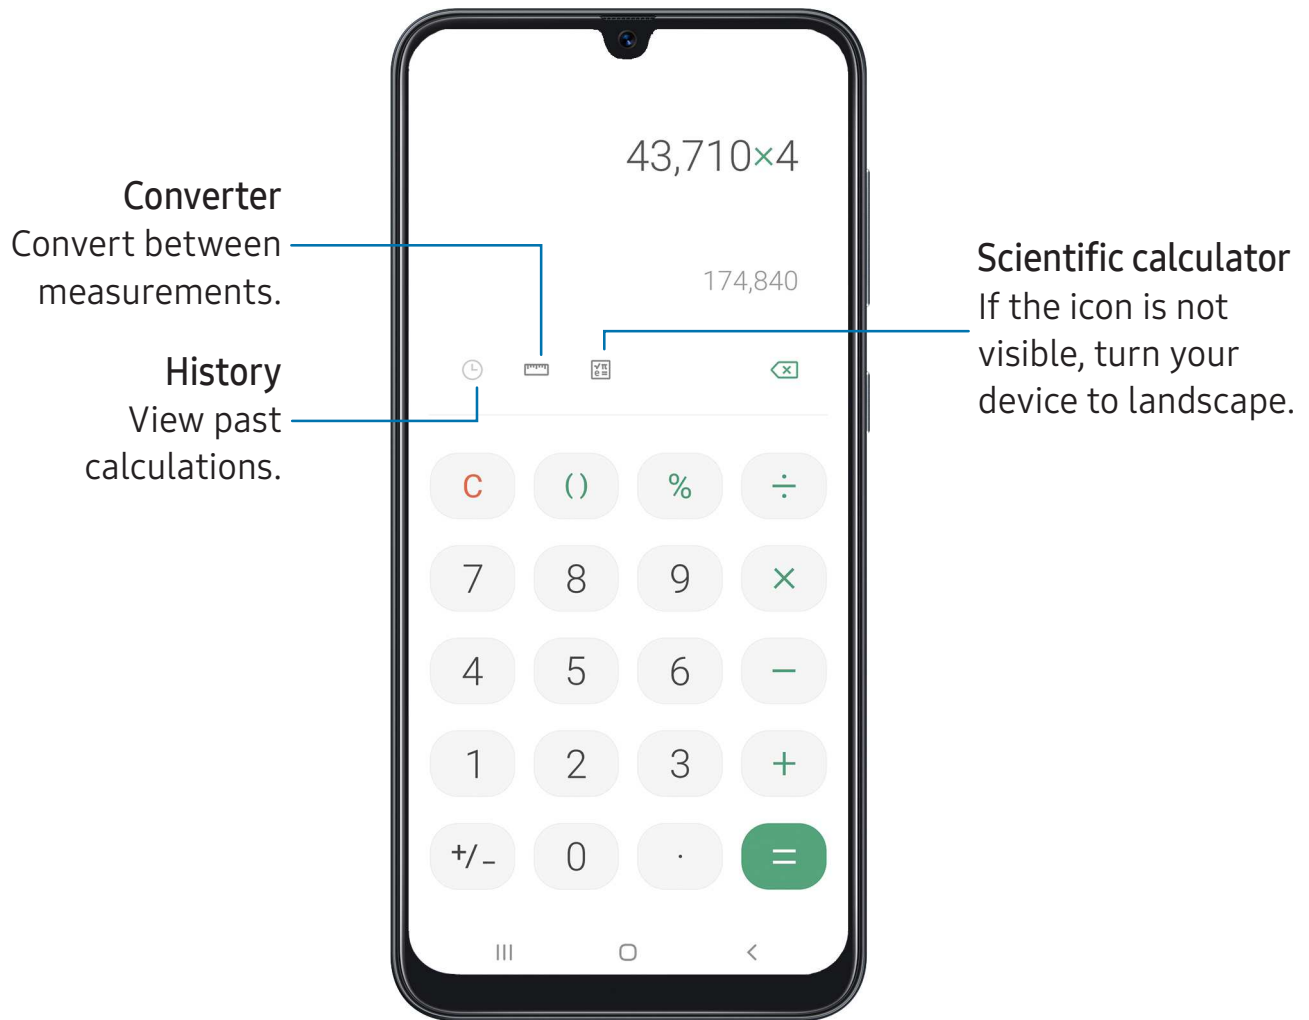 43,710×4
174,840
Converter
Convert between
measurements.
History
View past
calculations.
Scientific calculator
If the icon is not
visible, turn your
device to landscape.
√π
e =
C () % ÷
7 8 9 ×
4 5 6 −
1 2 3 +
+/− 0 . =